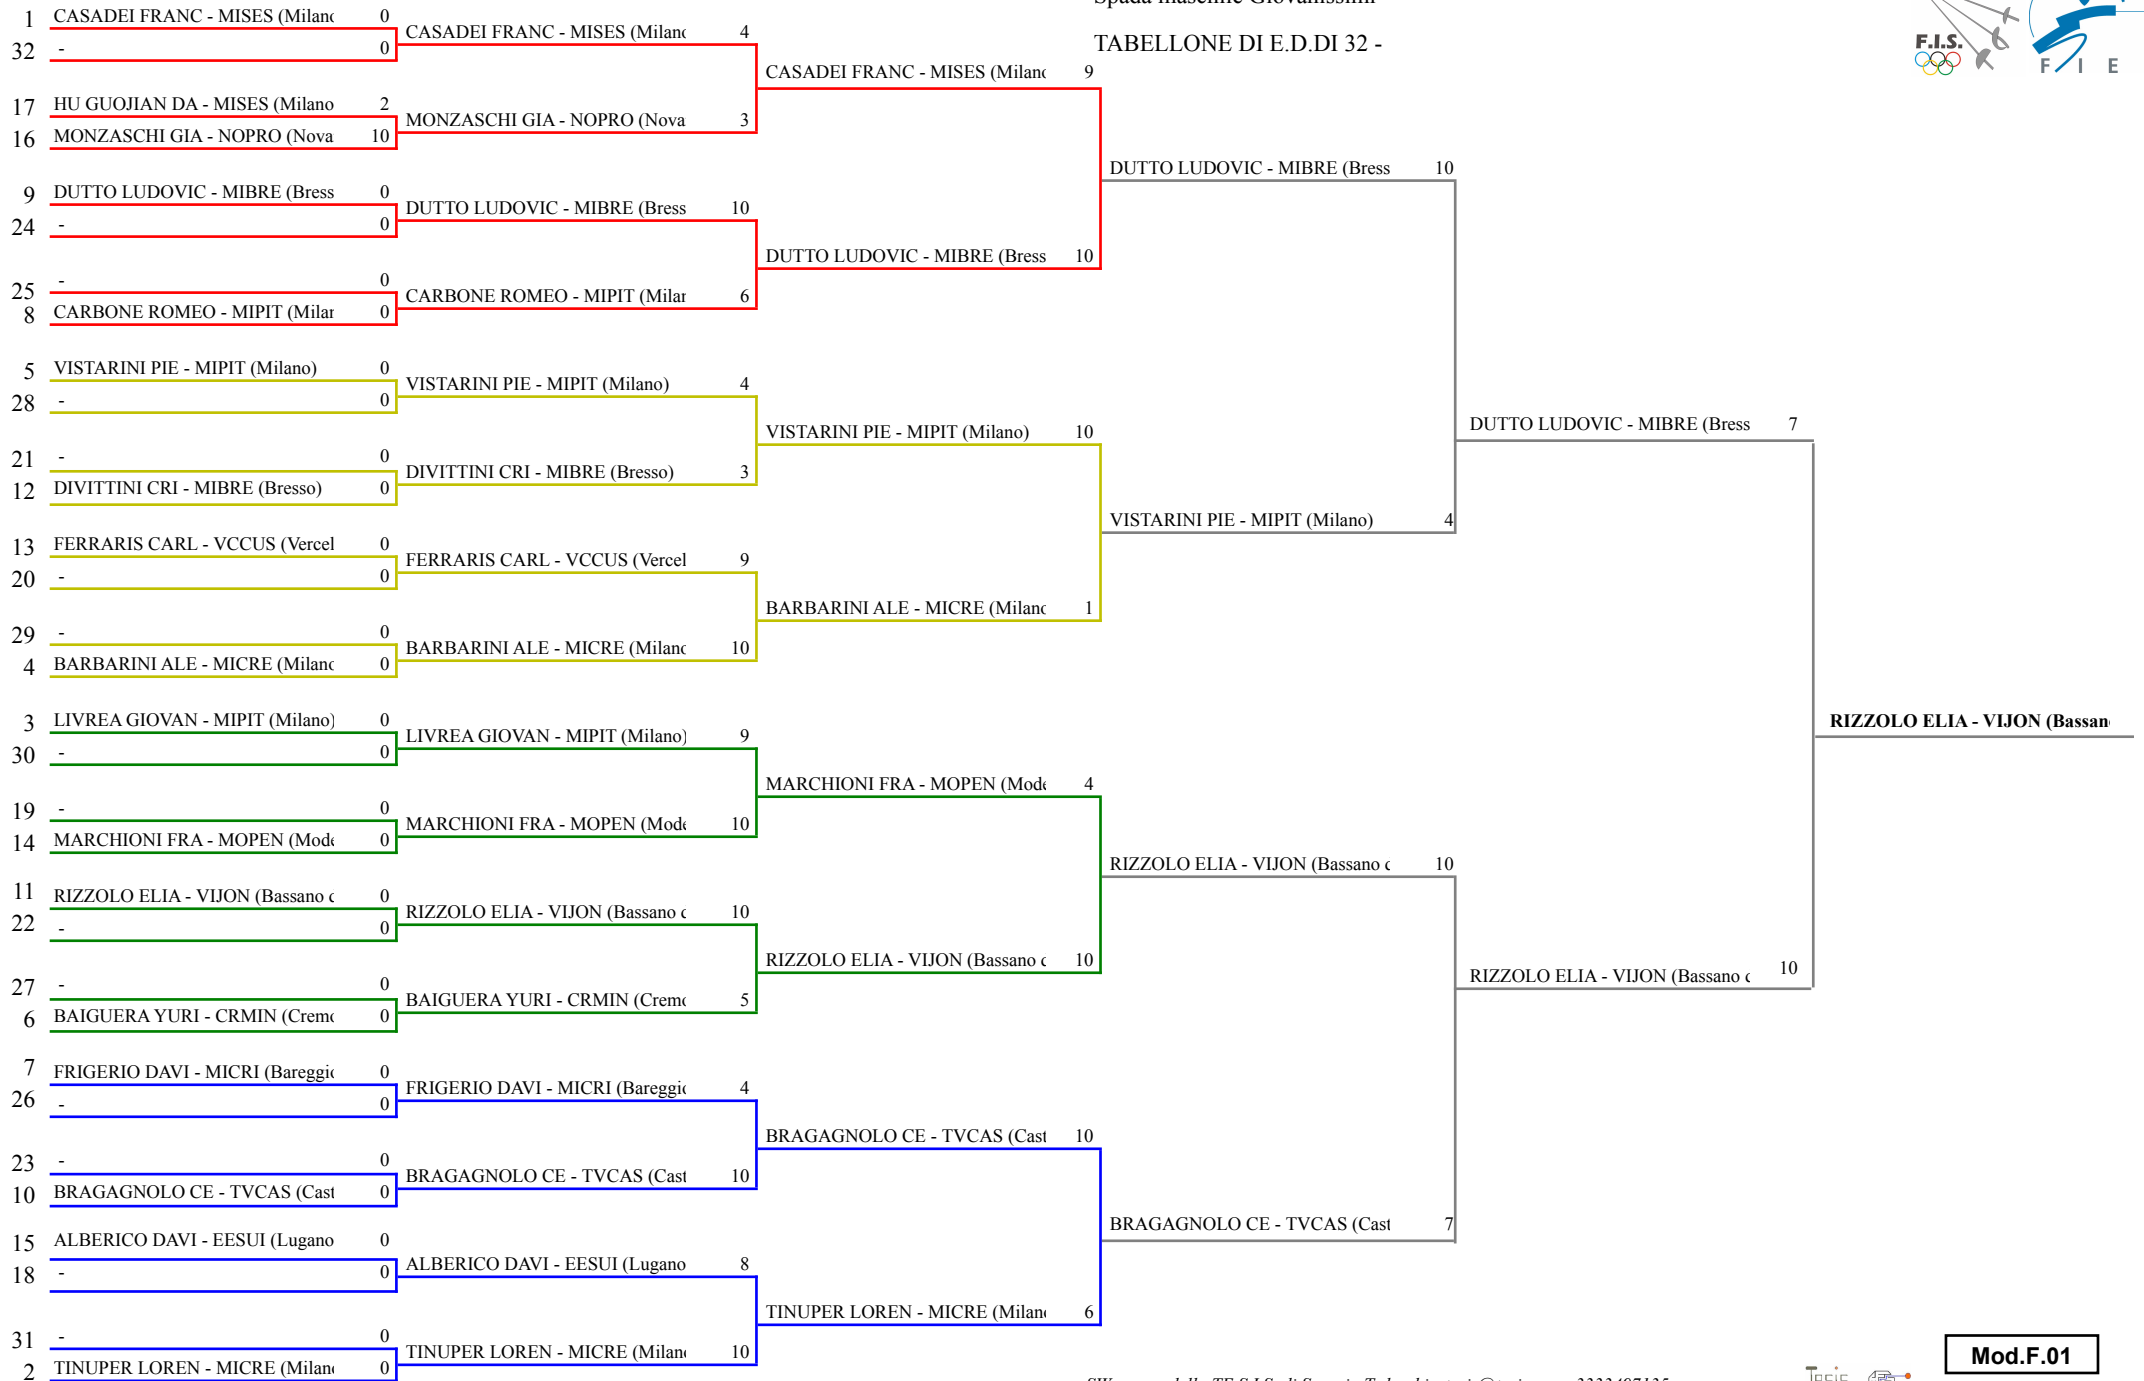 Spada maschile Giovanissimi
TABELLONE DI E.D.DI 32 -
F.I.S.
F I E
1 CASADEI FRANC - MISES (Milano 0
32 - 0
17 HU GUOJIAN DA - MISES (Milano 2
16 MONZASCHI GIA - NOPRO (Nova 10
9 DUTTO LUDOVIC - MIBRE (Bress 0
24 - 0
25 - 0
8 CARBONE ROMEO - MIPIT (Milar 0
5 VISTARINI PIE - MIPIT (Milano) 0
28 - 0
21 - 0
12 DIVITTINI CRI - MIBRE (Bresso) 0
13 FERRARIS CARL - VCCUS (Vercel 0
20 - 0
29 - 0
4 BARBARINI ALE - MICRE (Milano 0
3 LIVREA GIOVAN - MIPIT (Milano) 0
30 - 0
19 - 0
14 MARCHIONI FRA - MOPEN (Mode 0
11 RIZZOLO ELIA - VIJON (Bassano d 0
22 - 0
27 - 0
6 BAIGUERA YURI - CRMIN (Cremo 0
7 FRIGERIO DAVI - MICRI (Bareggio 0
26 - 0
23 - 0
10 BRAGAGNOLO CE - TVCAS (Cast 0
15 ALBERICO DAVI - EESUI (Lugano 0
18 - 0
31 - 0
2 TINUPER LOREN - MICRE (Milano 0
CASADEI FRANC - MISES (Milano 4
MONZASCHI GIA - NOPRO (Nova 3
DUTTO LUDOVIC - MIBRE (Bress 10
CARBONE ROMEO - MIPIT (Milar 6
VISTARINI PIE - MIPIT (Milano) 4
DIVITTINI CRI - MIBRE (Bresso) 3
FERRARIS CARL - VCCUS (Vercel 9
BARBARINI ALE - MICRE (Milano 10
LIVREA GIOVAN - MIPIT (Milano) 9
MARCHIONI FRA - MOPEN (Mode 10
RIZZOLO ELIA - VIJON (Bassano d 10
BAIGUERA YURI - CRMIN (Cremo 5
FRIGERIO DAVI - MICRI (Bareggio 4
BRAGAGNOLO CE - TVCAS (Cast 10
ALBERICO DAVI - EESUI (Lugano 8
TINUPER LOREN - MICRE (Milano 10
CASADEI FRANC - MISES (Milano 9
DUTTO LUDOVIC - MIBRE (Bress 10
VISTARINI PIE - MIPIT (Milano) 10
BARBARINI ALE - MICRE (Milano 1
MARCHIONI FRA - MOPEN (Mode 4
RIZZOLO ELIA - VIJON (Bassano d 10
BRAGAGNOLO CE - TVCAS (Cast 10
TINUPER LOREN - MICRE (Milano 6
DUTTO LUDOVIC - MIBRE (Bress 10
VISTARINI PIE - MIPIT (Milano) 4
RIZZOLO ELIA - VIJON (Bassano d 10
BRAGAGNOLO CE - TVCAS (Cast 7
DUTTO LUDOVIC - MIBRE (Bress 7
RIZZOLO ELIA - VIJON (Bassano d 10
RIZZOLO ELIA - VIJON (Bassan
Mod.F.01